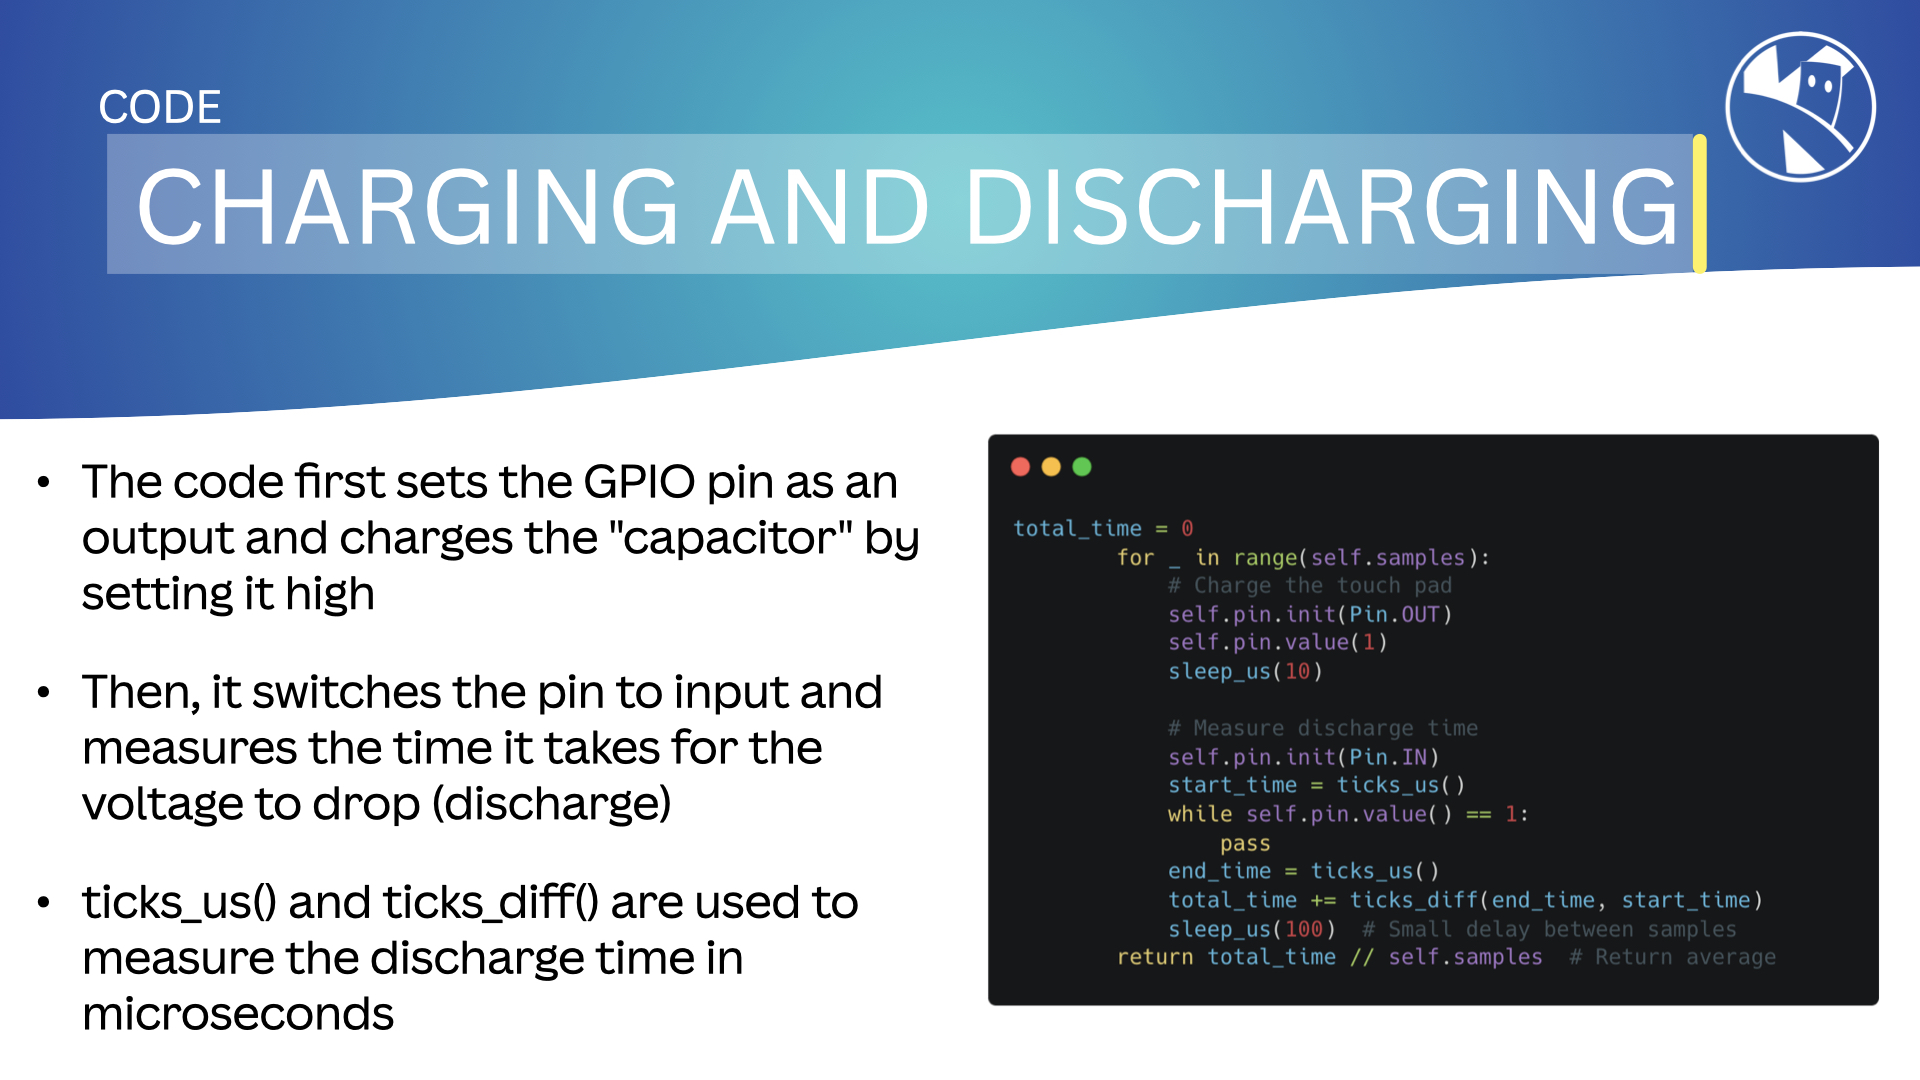 CODE
CHARGING AND DISCHARGING
• The code first sets the GPIO pin as an
output and charges the "capacitor" by
setting it high
• Then, it switches the pin to input and
measures the time it takes for the
voltage to drop (discharge)
• ticks_us() and ticks_diff() are used to
measure the discharge time in
microseconds
total_time = 0
        for _ in range(self.samples):
            # Charge the touch pad
            self.pin.init(Pin.OUT)
            self.pin.value(1)
            sleep_us(10)
            # Measure discharge time
            self.pin.init(Pin.IN)
            start_time = ticks_us()
            while self.pin.value() == 1:
                pass
            end_time = ticks_us()
            total_time += ticks_diff(end_time, start_time)
            sleep_us(100)  # Small delay between samples
        return total_time // self.samples  # Return average